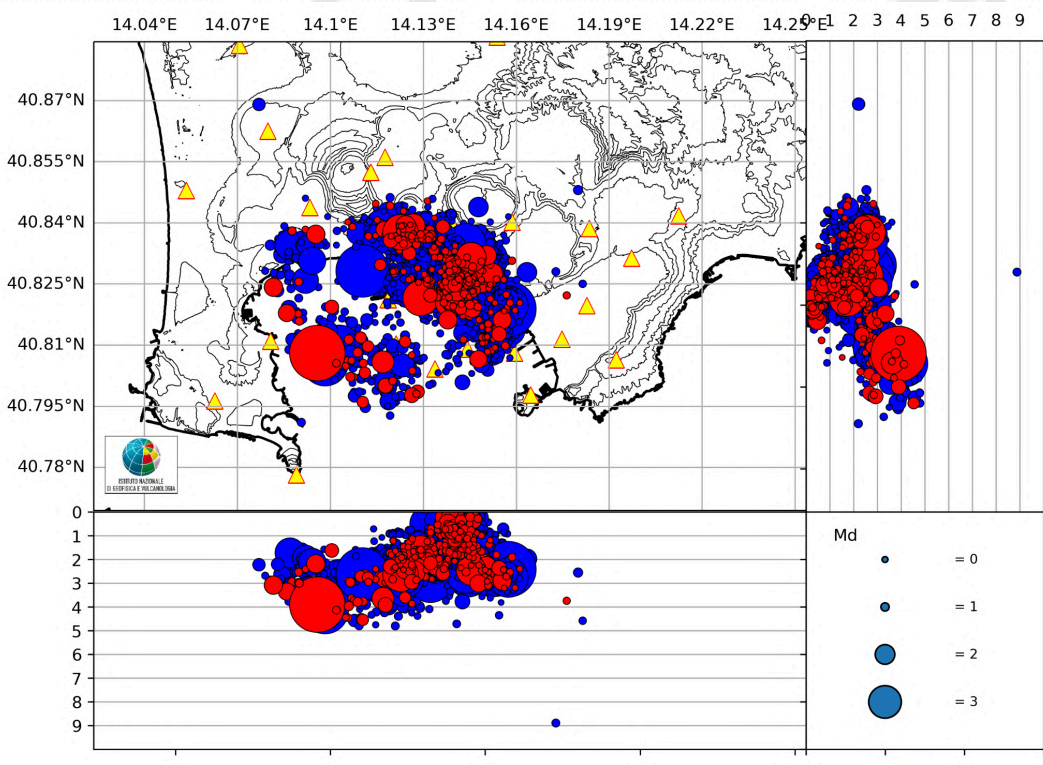 14.04°E 14.07°E 14.1°E 14.13°E 14.16°E 14.19°E 14.22°E 14.25°E
0 1 2 3 4 5 6 7 8 9
40.87°N
40.855°N
40.84°N
40.825°N
40.81°N
40.795°N
40.78°N
ISTITUTO NAZIONALE
DI GEOFISICA E VULCANOLOGIA
0
1
2
3
4
5
6
7
8
9
Md
= 0
= 1
= 2
= 3